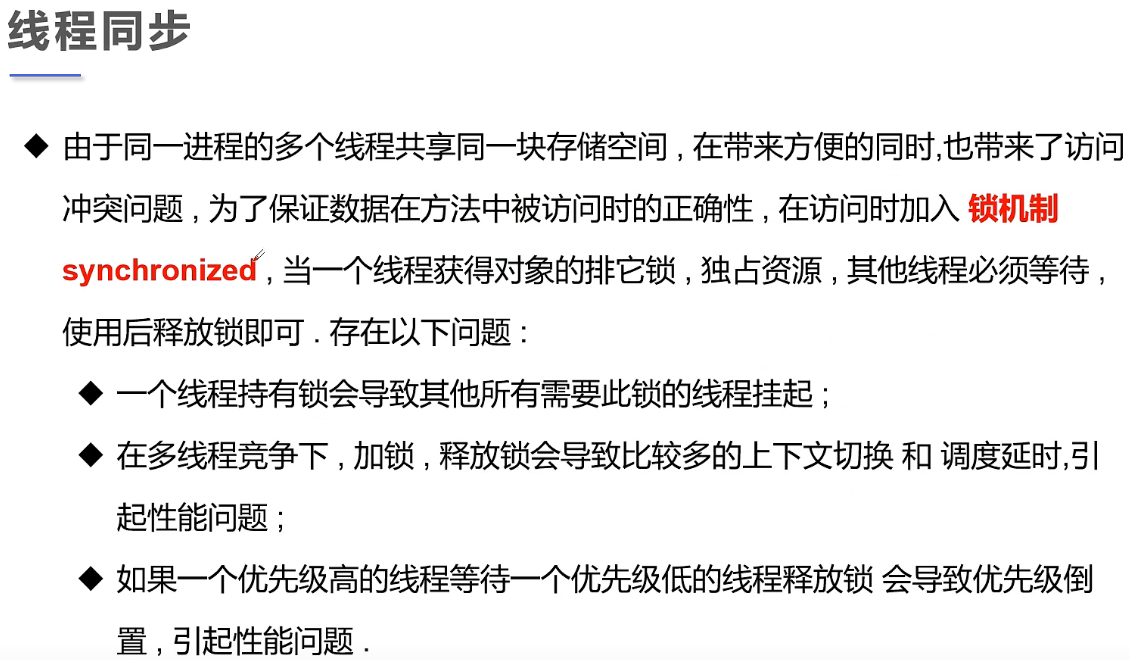 线程同步
由于同一进程的多个线程共享同一块存储空间 , 在带来方便的同时,也带来了访问
冲突问题 , 为了保证数据在方法中被访问时的正确性 , 在访问时加入 锁机制
synchronized , 当一个线程获得对象的排它锁 , 独占资源 , 其他线程必须等待 ,
使用后释放锁即可 . 存在以下问题 :
一个线程持有锁会导致其他所有需要此锁的线程挂起 ;
在多线程竞争下 , 加锁 , 释放锁会导致比较多的上下文切换 和 调度延时,引
起性能问题 ;
如果一个优先级高的线程等待一个优先级低的线程释放锁 会导致优先级倒
置 , 引起性能问题 .